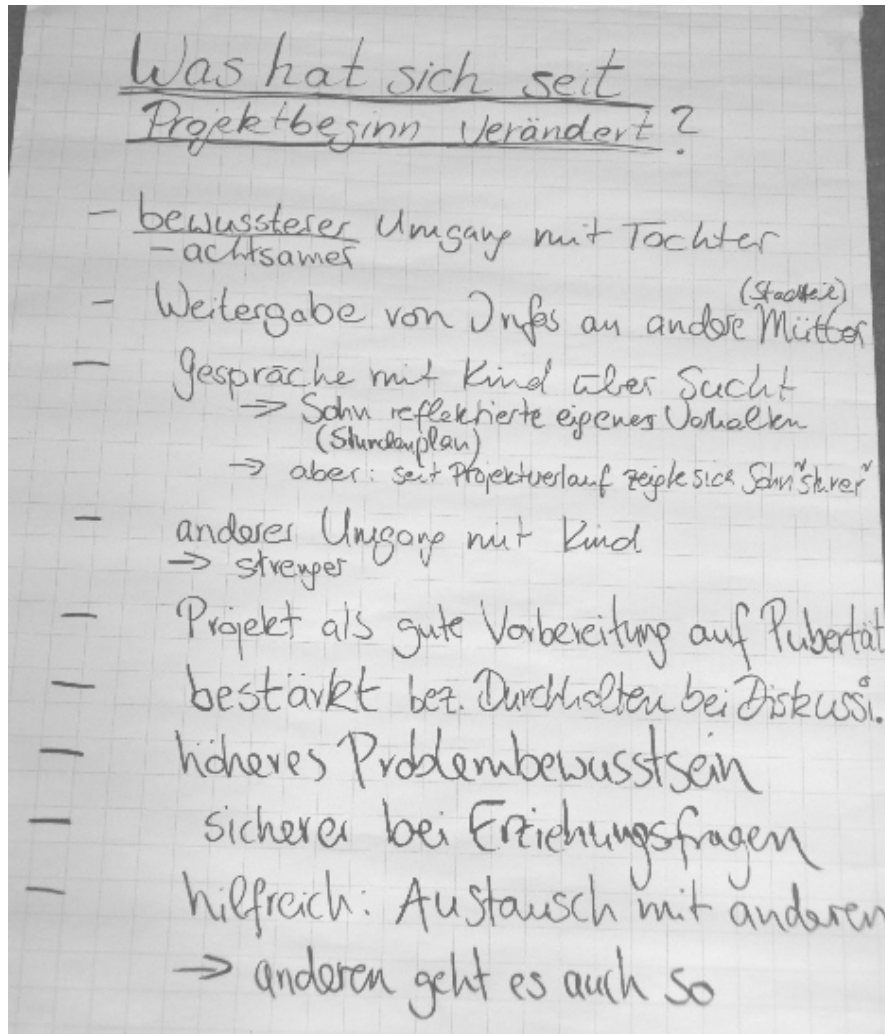 Was hat sich seit
Projektbeginn verändert?
- bewussterer Umgang mit Tochter
- achtsamer
(Stadtteil)
- Weitergabe von Infos an andere Mütter
- Gespräche mit Kind über Sucht
→ Sohn reflektierte eigenes Verhalten
(Stundenplan)
→ aber: seit Projektverlauf zeigte sich Sohn
- anderer Umgang mit Kind
→ strenger
- Projekt als gute Vorbereitung auf Pubertät
- bestärkt bez. Durchhalten bei Diskussi.
- höheres Problembewusstsein
- sicherer bei Erziehungsfragen
- hilfreich: Austausch mit anderen
→ anderen geht es auch so